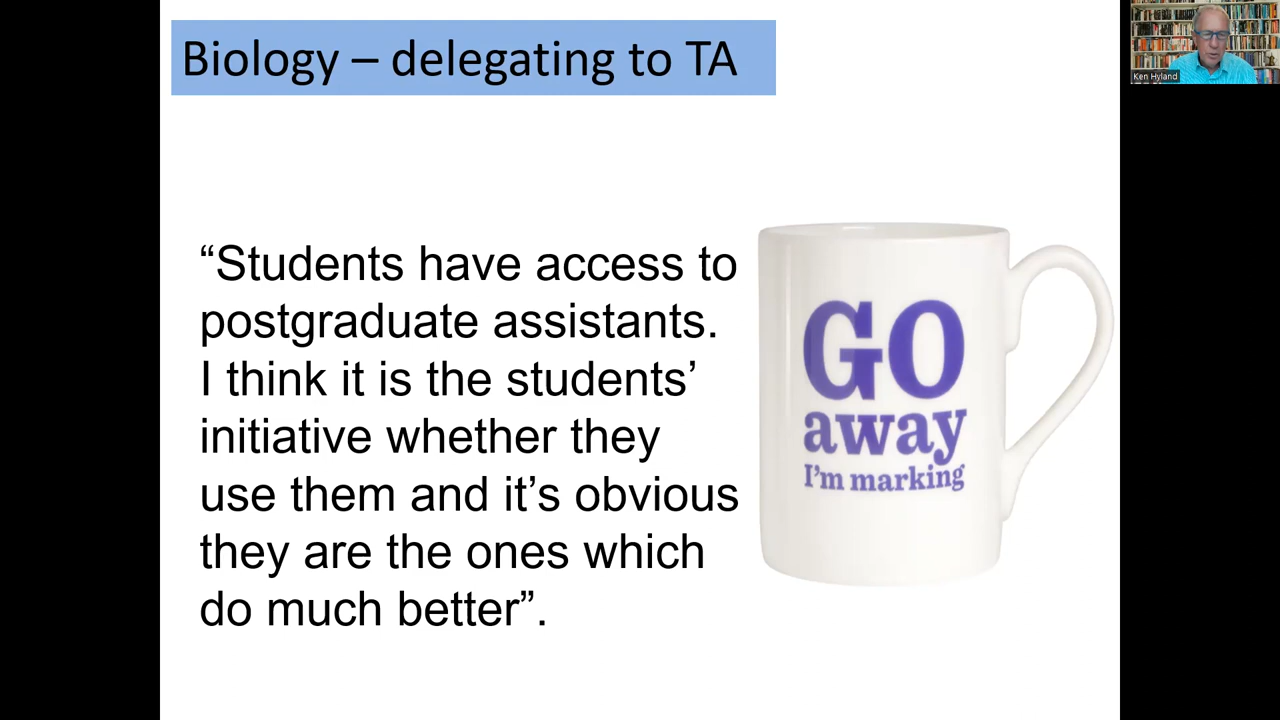 Biology – delegating to TA
Ken Hyland
“Students have access to
postgraduate assistants.
I think it is the students’
initiative whether they
use them and it’s obvious
they are the ones which
do much better”.
GO
away
I’m marking